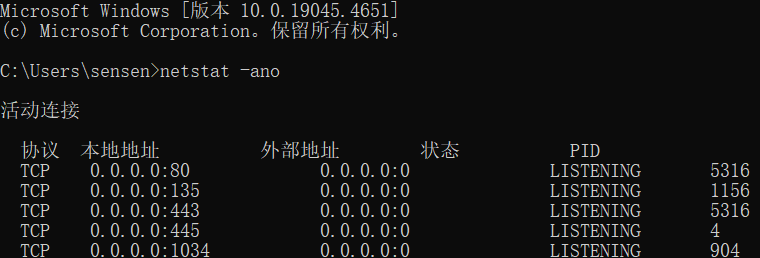 Microsoft Windows [版本 10.0.19045.4651]
(c) Microsoft Corporation。保留所有权利。
C:\Users\sensen>netstat -ano
活动连接
协议 本地地址 外部地址 状态 PID
TCP 0.0.0.0:80 0.0.0.0:0 LISTENING 5316
TCP 0.0.0.0:135 0.0.0.0:0 LISTENING 1156
TCP 0.0.0.0:443 0.0.0.0:0 LISTENING 5316
TCP 0.0.0.0:445 0.0.0.0:0 LISTENING 4
TCP 0.0.0.0:1034 0.0.0.0:0 LISTENING 904